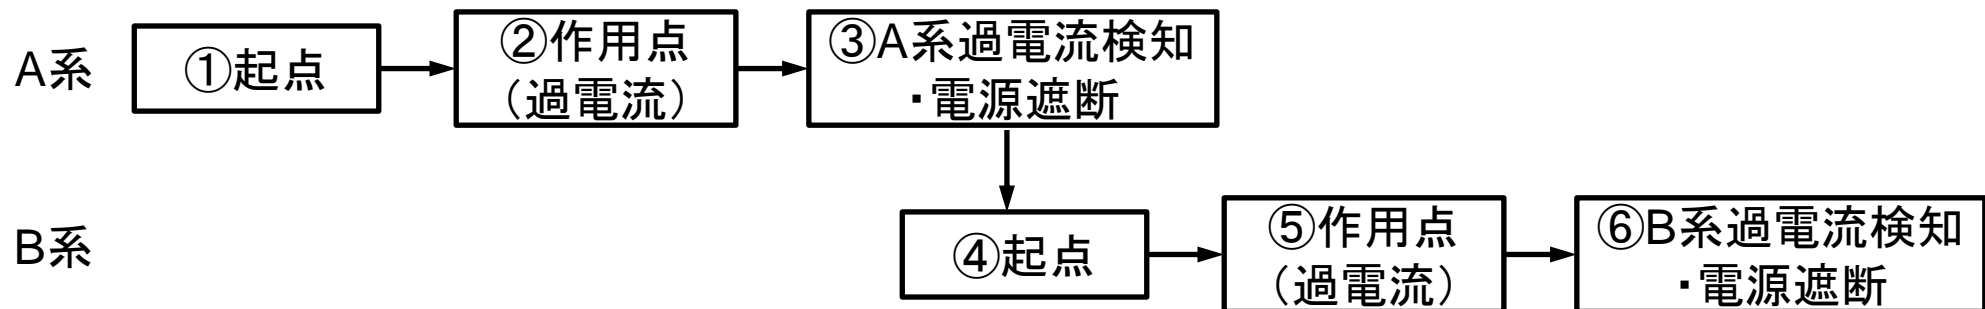 A系
①起点
②作用点
（過電流）
③A系過電流検知
・電源遮断
B系
④起点
⑤作用点
（過電流）
⑥B系過電流検知
・電源遮断